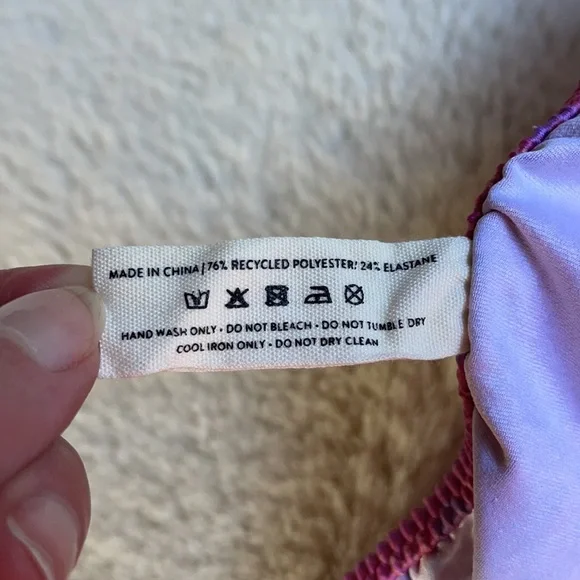 MADE IN CHINA | 76% RECYCLED POLYESTER: 24% ELASTANE
HAND WASH ONLY • DO NOT BLEACH • DO NOT TUMBLE DRY
COOL IRON ONLY • DO NOT DRY CLEAN